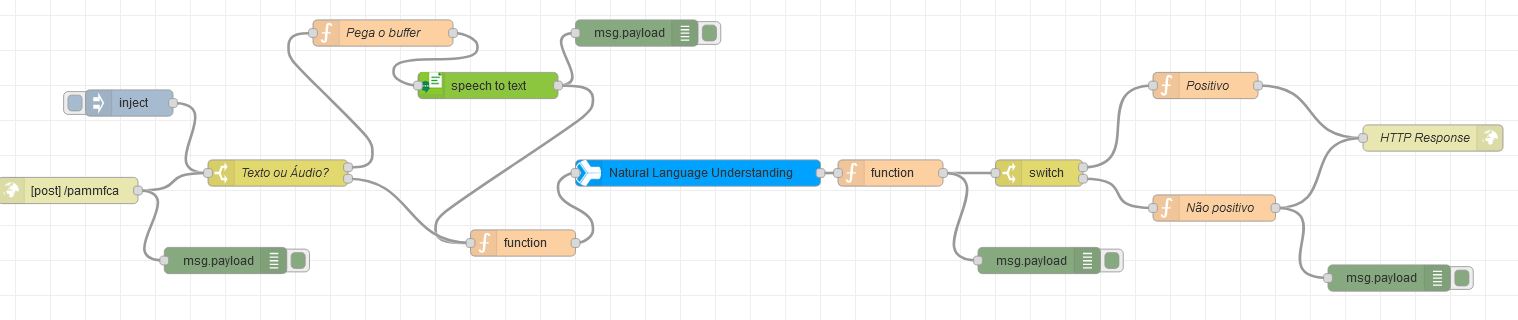 Pega o buffer
msg.payload
speech to text
Positivo
inject
HTTP Response
Texto ou Áudio?
Natural Language Understanding
function
switch
[post] /pammfca
Não positivo
function
msg.payload
msg.payload
msg.payload